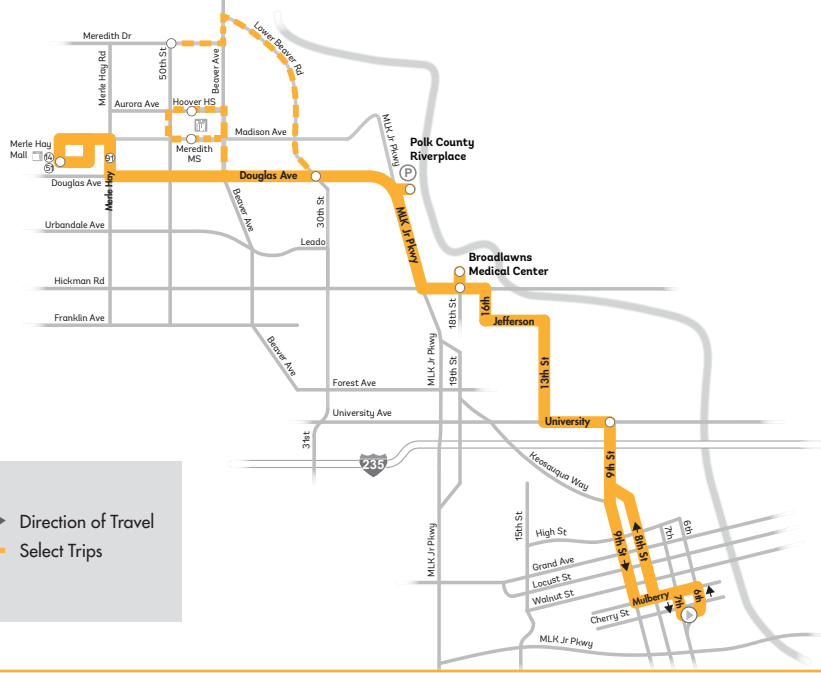 Meredith Dr
Merle Hay Rd
50th St
Beaver Ave
Lower Beaver Rd
Aurora Ave
Hoover HS
Madison Ave
Meredith
MS
Merle Hay
Mall
14
51
91
Douglas Ave
Merle Hay
Douglas Ave
MLK Jr Pkwy
Polk County
Riverplace
P
Beaver Ave
30th St
MLK Jr Pkwy
Urbandale Ave
Leado
Broadlawns
Medical Center
Hickman Rd
18th St
16th
Franklin Ave
Jefferson
Beaver Ave
MLK Jr Pkwy
19th St
13th St
Forest Ave
University Ave
University
31st
235
9th St
Keosauqua Way
Direction of Travel
Select Trips
15th St
High St
7th
6th
MLK Jr Pkwy
Grand Ave
9th St
8th St
Locust St
Walnut St
Mulberry
7th
6th
Cherry St
MLK Jr Pkwy